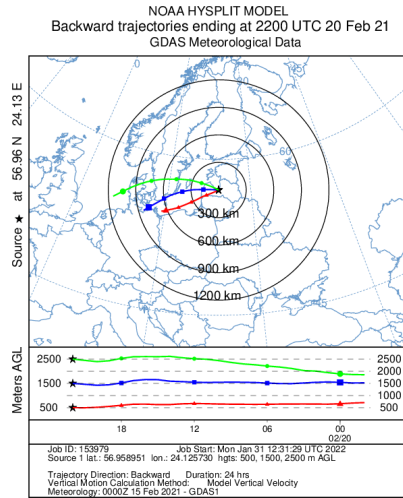 NOAA HYSPLIT MODEL
Backward trajectories ending at 2200 UTC 20 Feb 21
GDAS Meteorological Data
Source ★ at 56.96 N 24.13 E
0
60
300 km
600 km
900 km
1200 km
Meters AGL
2500 2500
2000
1500 1500
1000
500 500
18 12 06 00
02/20
Job ID: 153979 Job Start: Mon Jan 31 12:31:29 UTC 2022
Source 1 lat.: 56.958951 lon.: 24.125730 hgts: 500, 1500, 2500 m AGL
Trajectory Direction: Backward Duration: 24 hrs
Vertical Motion Calculation Method: Model Vertical Velocity
Meteorology: 0000Z 15 Feb 2021 - GDAS1